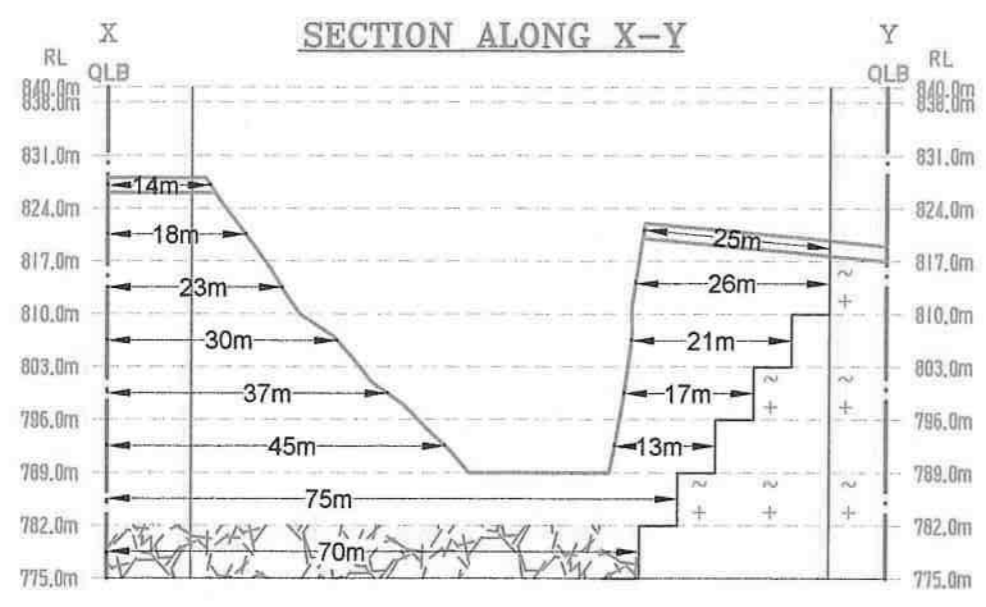 X SECTION ALONG X-Y Y
RL RL
QLB QLB
840.0m 840.0m
838.0m 838.0m
831.0m 831.0m
14m
824.0m 824.0m
18m 25m
817.0m 817.0m
23m 26m
810.0m 810.0m
30m 21m
803.0m 803.0m
37m 17m
796.0m 796.0m
45m 13m
789.0m 789.0m
75m
782.0m 782.0m
70m
775.0m 775.0m